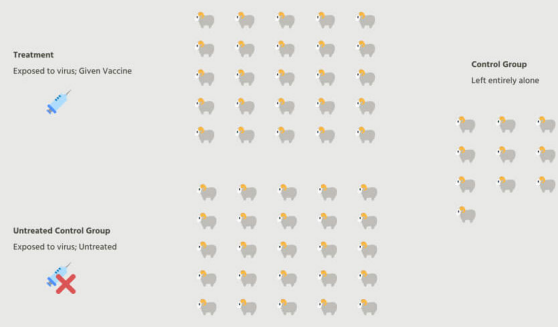 Treatment
Exposed to virus; Given Vaccine
Control Group
Left entirely alone
Untreated Control Group
Exposed to virus; Untreated